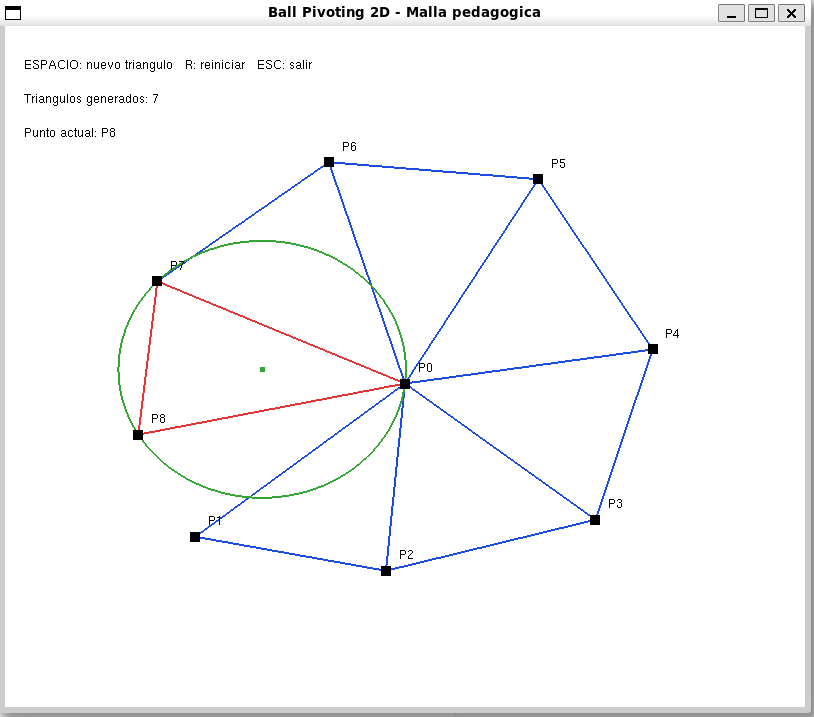 Ball Pivoting 2D - Malla pedagogica
ESPACIO: nuevo triangulo   R: reiniciar   ESC: salir
Triangulos generados: 7
Punto actual: P8
P6
P5
P7
P4
P0
P8
P3
P1
P2